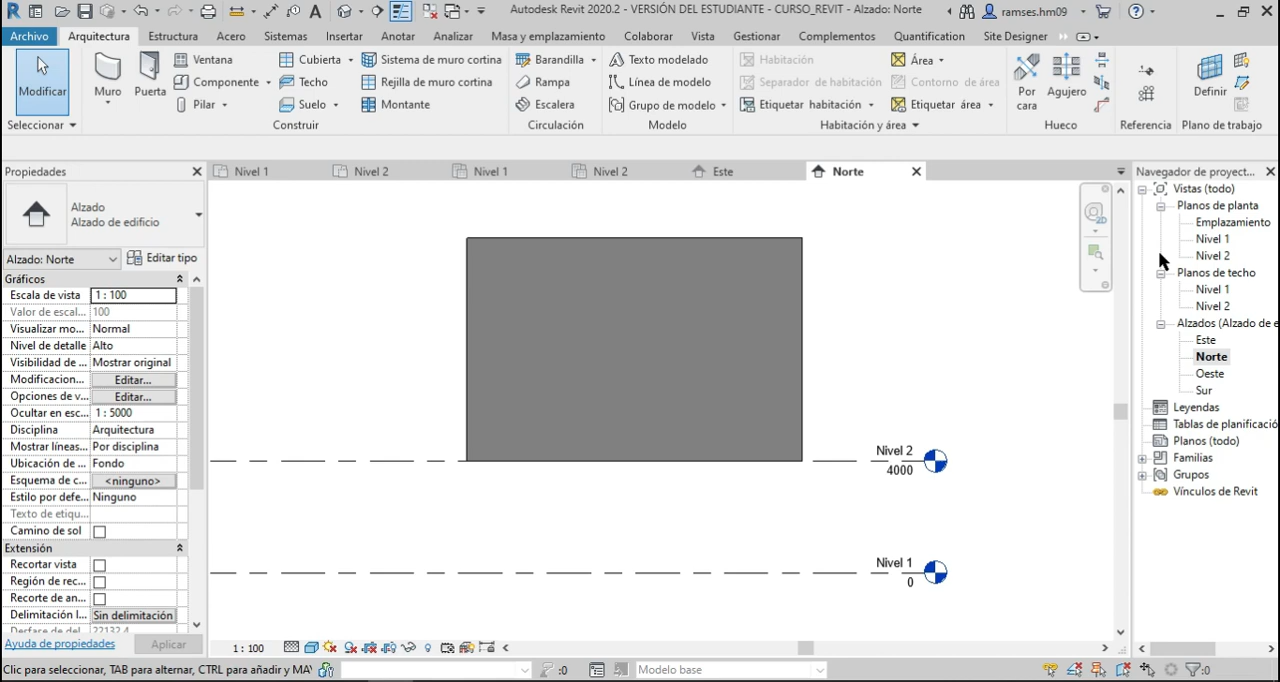 Autodesk Revit 2020.2 - VERSIÓN DEL ESTUDIANTE - CURSO_REVIT - Alzado: Norte
ramses.hm09
Archivo Arquitectura Estructura Acero Sistemas Insertar Anotar Analizar Masa y emplazamiento Colaborar Vista Gestionar Complementos Quantification Site Designer
Modificar
Muro
Puerta
Ventana
Componente
Pilar
Cubierta
Techo
Suelo
Sistema de muro cortina
Rejilla de muro cortina
Montante
Barandilla
Rampa
Escalera
Texto modelado
Línea de modelo
Grupo de modelo
Habitación
Separador de habitación
Etiquetar habitación
Área
Contorno de área
Etiquetar área
Por cara
Agujero
Definir
Seleccionar Construir Circulación Modelo Habitación y área Hueco Referencia Plano de trabajo
Propiedades
Nivel 1 Nivel 2 Nivel 1 Nivel 2 Este Norte
Alzado
Alzado de edificio
Alzado: Norte Editar tipo
Gráficos
Escala de vista 1 : 100
Valor de escal... 100
Visualizar mo... Normal
Nivel de detalle Alto
Visibilidad de ... Mostrar original
Modificacion... Editar...
Opciones de v... Editar...
Ocultar en esc... 1 : 5000
Disciplina Arquitectura
Mostrar líneas... Por disciplina
Ubicación de ... Fondo
Esquema de c... <ninguno>
Estilo por defe... Ninguno
Texto de etiqu...
Camino de sol
Extensión
Recortar vista
Región de rec...
Recorte de an...
Delimitación l... Sin delimitación
Desfase de del... 22132.4
Ayuda de propiedades Aplicar
2D
Nivel 2
4000
Nivel 1
0
Navegador de proyect...
Vistas (todo)
Planos de planta
Emplazamiento
Nivel 1
Nivel 2
Planos de techo
Nivel 1
Nivel 2
Alzados (Alzado de e
Este
Norte
Oeste
Sur
Leyendas
Tablas de planificació
Planos (todo)
Familias
Grupos
Vínculos de Revit
1 : 100
Clic para seleccionar, TAB para alternar, CTRL para añadir y MA
:0
Modelo base
:0